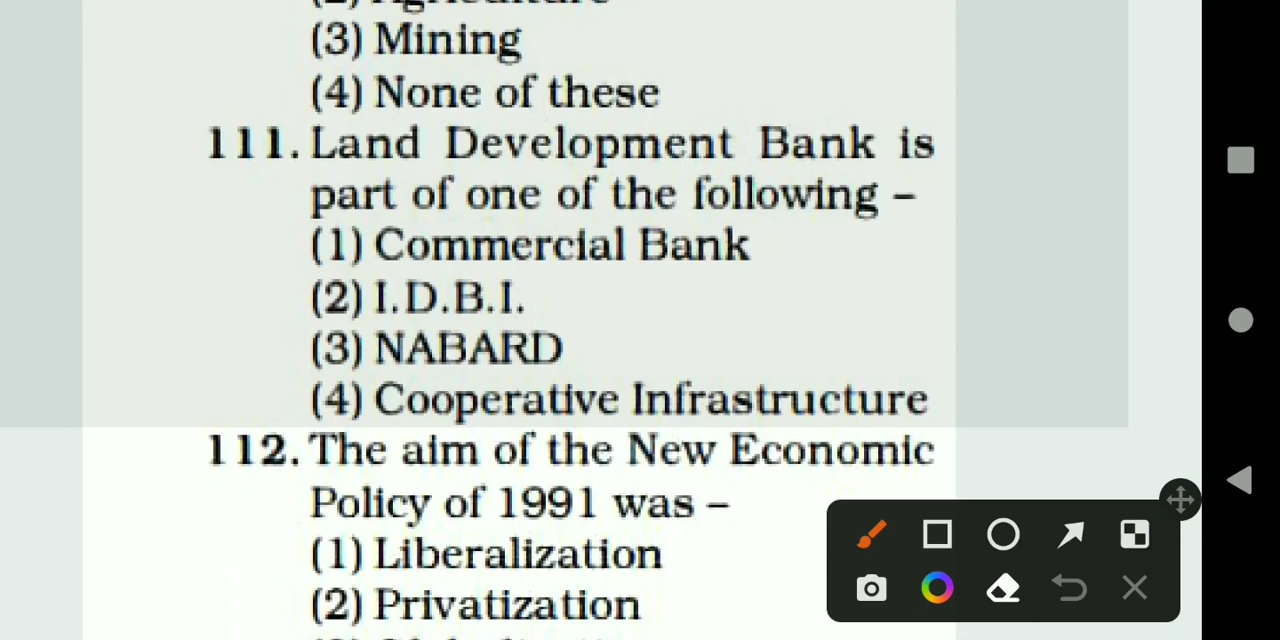 (2) Agriculture
(3) Mining
(4) None of these
111. Land Development Bank is
part of one of the following –
(1) Commercial Bank
(2) I.D.B.I.
(3) NABARD
(4) Cooperative Infrastructure
112. The aim of the New Economic
Policy of 1991 was –
(1) Liberalization
(2) Privatization